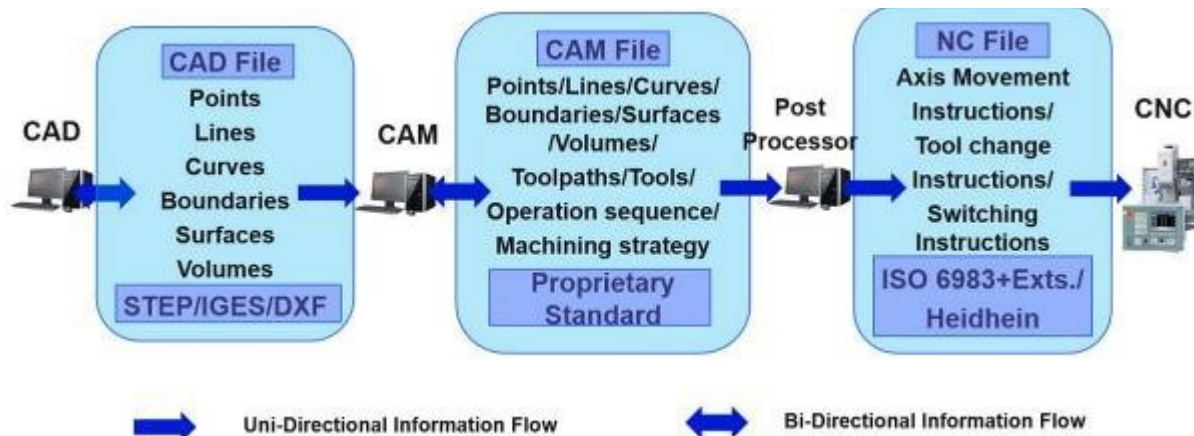 CAD
CAD File
Points
Lines
Curves
Boundaries
Surfaces
Volumes
STEP/IGES/DXF
CAM
CAM File
Points/Lines/Curves/
Boundaries/Surfaces
/Volumes/
Toolpaths/Tools/
Operation sequence/
Machining strategy
Proprietary
Standard
Post
Processor
NC File
Axis Movement
Instructions/
Tool change
Instructions/
Switching
Instructions
ISO 6983+Exts./
Heidhein
CNC
Uni-Directional Information Flow
Bi-Directional Information Flow